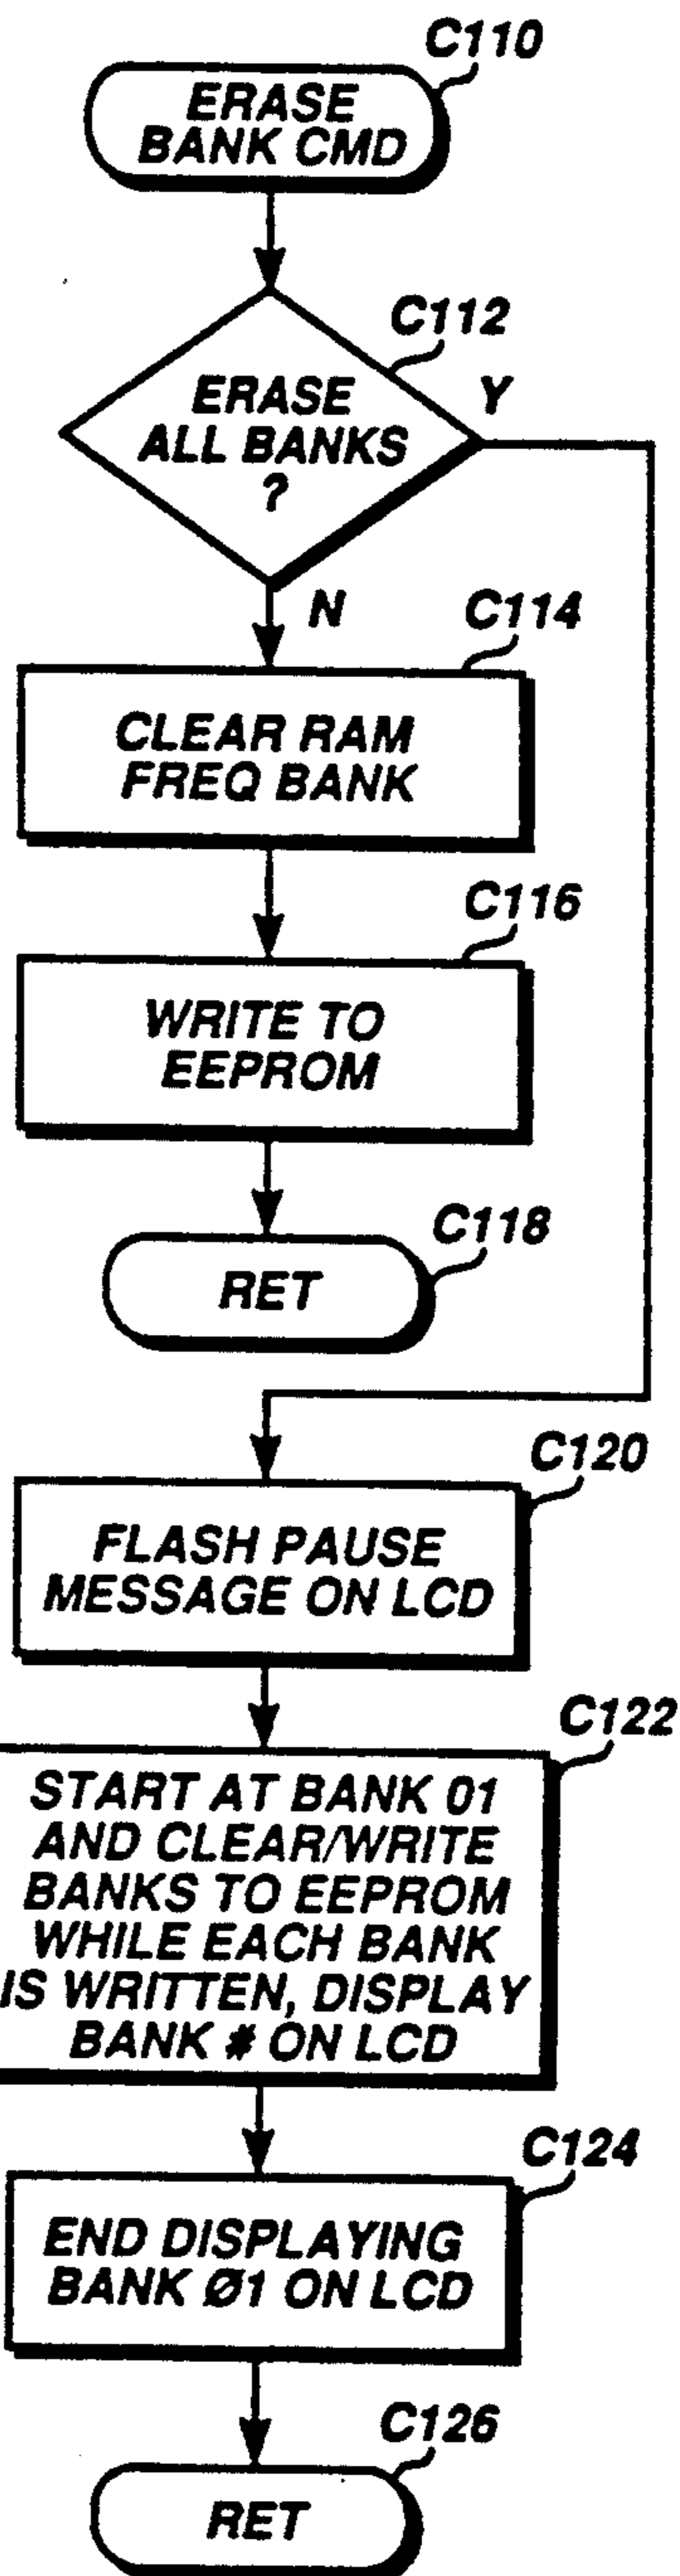 C110
ERASE
BANK CMD
C112
ERASE
ALL BANKS
?
Y
N
C114
CLEAR RAM
FREQ BANK
C116
WRITE TO
EEPROM
C118
RET
C120
FLASH PAUSE
MESSAGE ON LCD
C122
START AT BANK 01
AND CLEAR/WRITE
BANKS TO EEPROM
WHILE EACH BANK
IS WRITTEN, DISPLAY
BANK # ON LCD
C124
END DISPLAYING
BANK Ø1 ON LCD
C126
RET